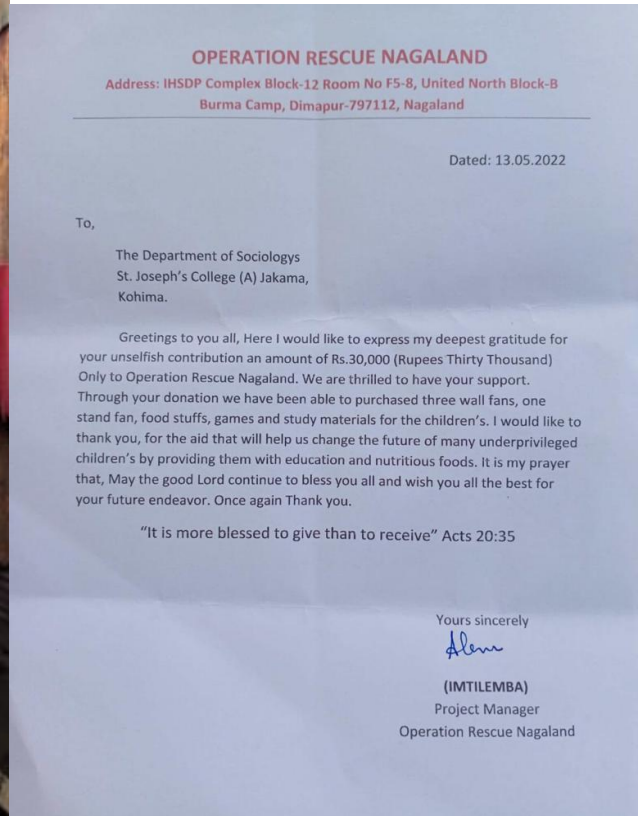 OPERATION RESCUE NAGALAND
Address: IHSDP Complex Block-12 Room No F5-8, United North Block-B
Burma Camp, Dimapur-797112, Nagaland
Dated: 13.05.2022
To,
The Department of Sociologys
St. Joseph's College (A) Jakama,
Kohima.
Greetings to you all, Here I would like to express my deepest gratitude for
your unselfish contribution an amount of Rs.30,000 (Rupees Thirty Thousand)
Only to Operation Rescue Nagaland. We are thrilled to have your support.
Through your donation we have been able to purchased three wall fans, one
stand fan, food stuffs, games and study materials for the children's. I would like to
thank you, for the aid that will help us change the future of many underprivileged
children's by providing them with education and nutritious foods. It is my prayer
that, May the good Lord continue to bless you all and wish you all the best for
your future endeavor. Once again Thank you.
"It is more blessed to give than to receive" Acts 20:35
Yours sincerely
(IMTILEMBA)
Project Manager
Operation Rescue Nagaland